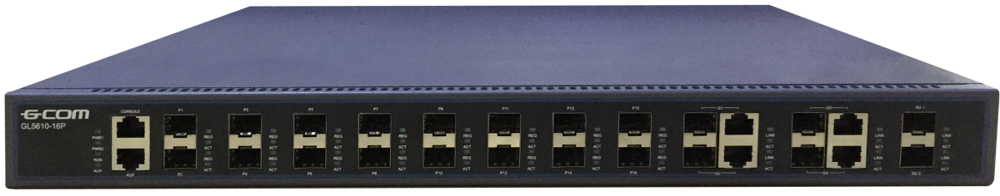 G-COM
GL5610-16P
CONSOLE
PWR1
PWR2
RUN
AUX
AUX
P1 P3 P5 P7 P9 P11 P13 P15 G1 G3 XG 1
REG REG REG REG REG REG REG REG LINK LINK LINK
ACT ACT ACT ACT ACT ACT ACT ACT ACT ACT ACT
REG REG REG REG REG REG REG REG LINK LINK LINK
ACT ACT ACT ACT ACT ACT ACT ACT ACT ACT ACT
P2 P4 P6 P8 P10 P12 P14 P16 G2 G4 XG 2